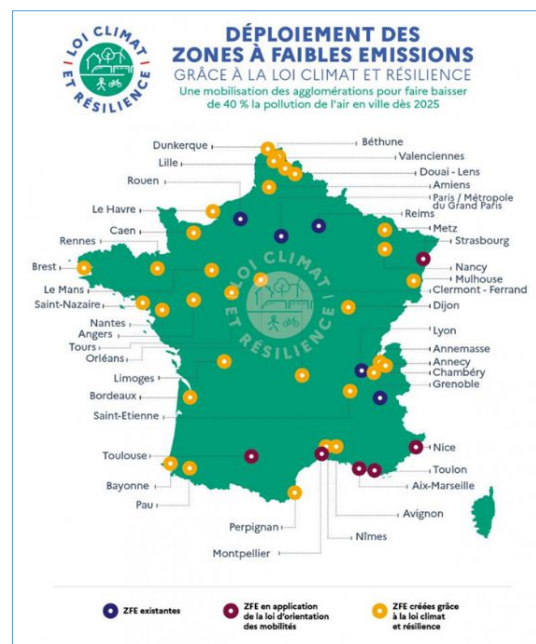 LOI CLIMAT
ET RÉSILIENCE
DÉPLOIEMENT DES
ZONES À FAIBLES EMISSIONS
GRÂCE À LA LOI CLIMAT ET RÉSILIENCE
Une mobilisation des agglomérations pour faire baisser
de 40 % la pollution de l'air en ville dès 2025
Dunkerque
Lille
Rouen
Le Havre
Caen
Rennes
Brest
Le Mans
Saint-Nazaire
Nantes
Angers
Tours
Orléans
Limoges
Bordeaux
Saint-Etienne
Toulouse
Bayonne
Pau
Perpignan
Montpellier
Béthune
Valenciennes
Douai - Lens
Amiens
Paris / Métropole
du Grand Paris
Reims
Metz
Strasbourg
Nancy
Mulhouse
Clermont - Ferrand
Dijon
Lyon
Annemasse
Annecy
Chambéry
Grenoble
Nice
Toulon
Aix-Marseille
Avignon
Nîmes
LOI CLIMAT
ET RÉSILIENCE
ZFE existantes
ZFE en application
de la loi d'orientation
des mobilités
ZFE créées grâce
à la loi climat
et résilience